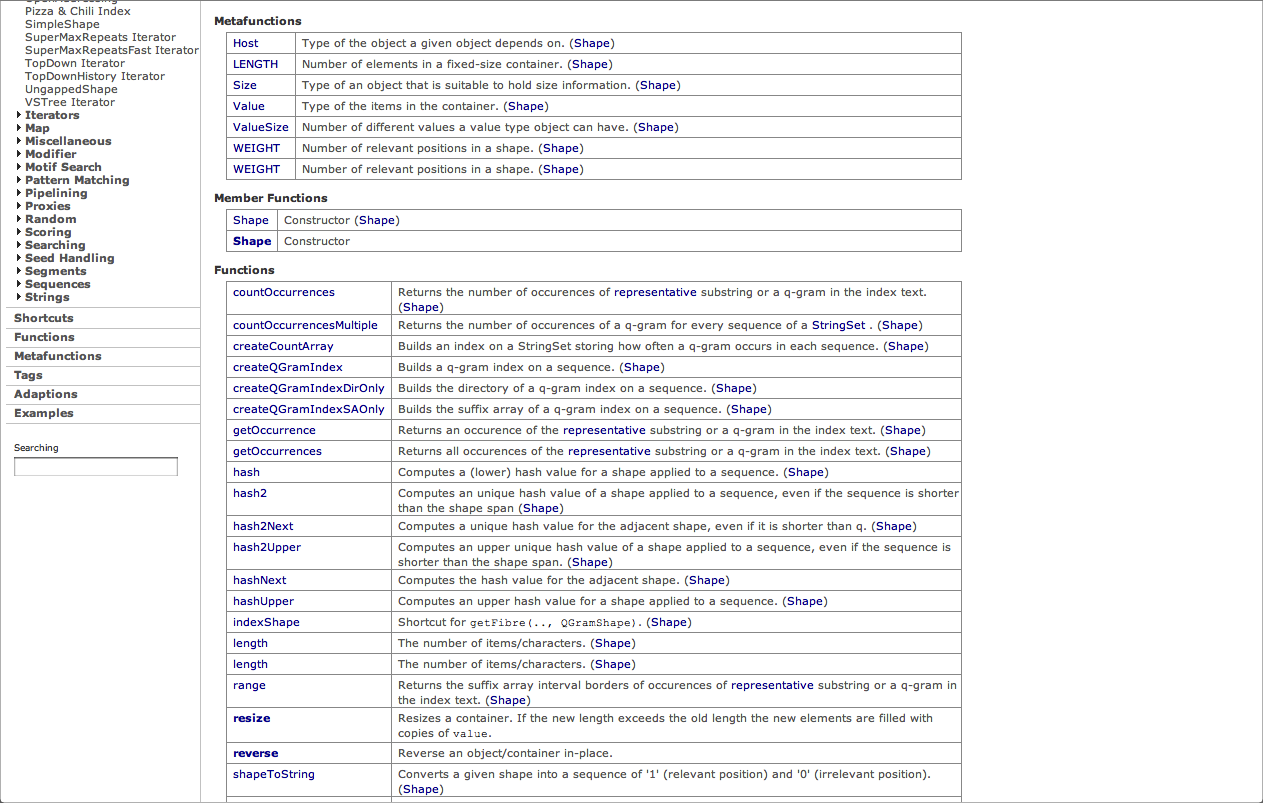 Pizza & Chili Index
SimpleShape
SuperMaxRepeats Iterator
SuperMaxRepeatsFast Iterator
TopDown Iterator
TopDownHistory Iterator
UngappedShape
VSTree Iterator
Iterators
Map
Miscellaneous
Modifier
Motif Search
Pattern Matching
Pipelining
Proxies
Random
Scoring
Searching
Seed Handling
Segments
Sequences
Strings
Shortcuts
Functions
Metafunctions
Tags
Adaptions
Examples
Searching
Metafunctions
Host Type of the object a given object depends on. (Shape)
LENGTH Number of elements in a fixed-size container. (Shape)
Size Type of an object that is suitable to hold size information. (Shape)
Value Type of the items in the container. (Shape)
ValueSize Number of different values a value type object can have. (Shape)
WEIGHT Number of relevant positions in a shape. (Shape)
WEIGHT Number of relevant positions in a shape. (Shape)
Member Functions
Shape Constructor (Shape)
Shape Constructor
Functions
countOccurrences Returns the number of occurences of representative substring or a q-gram in the index text.
(Shape)
countOccurrencesMultiple Returns the number of occurences of a q-gram for every sequence of a StringSet . (Shape)
createCountArray Builds an index on a StringSet storing how often a q-gram occurs in each sequence. (Shape)
createQGramIndex Builds a q-gram index on a sequence. (Shape)
createQGramIndexDirOnly Builds the directory of a q-gram index on a sequence. (Shape)
createQGramIndexSAOnly Builds the suffix array of a q-gram index on a sequence. (Shape)
getOccurrence Returns an occurence of the representative substring or a q-gram in the index text. (Shape)
getOccurrences Returns all occurences of the representative substring or a q-gram in the index text. (Shape)
hash Computes a (lower) hash value for a shape applied to a sequence. (Shape)
hash2 Computes an unique hash value of a shape applied to a sequence, even if the sequence is shorter
than the shape span (Shape)
hash2Next Computes a unique hash value for the adjacent shape, even if it is shorter than q. (Shape)
hash2Upper Computes an upper unique hash value of a shape applied to a sequence, even if the sequence is
shorter than the shape span. (Shape)
hashNext Computes the hash value for the adjacent shape. (Shape)
hashUpper Computes an upper hash value for a shape applied to a sequence. (Shape)
indexShape Shortcut for getFibre(.., QGramShape). (Shape)
length The number of items/characters. (Shape)
length The number of items/characters. (Shape)
range Returns the suffix array interval borders of occurences of representative substring or a q-gram in
the index text. (Shape)
resize Resizes a container. If the new length exceeds the old length the new elements are filled with
copies of value.
reverse Reverse an object/container in-place.
shapeToString Converts a given shape into a sequence of '1' (relevant position) and '0' (irrelevant position).
(Shape)